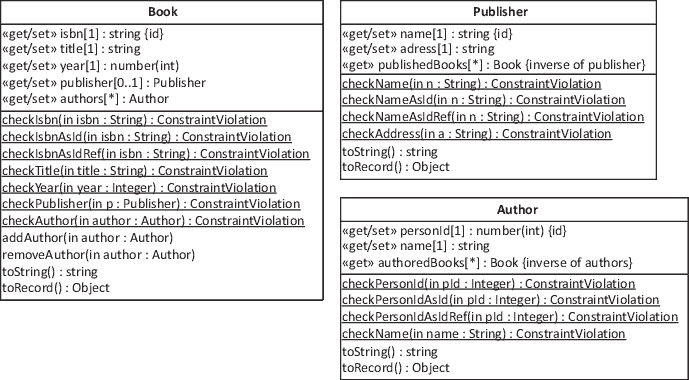 Book
«get/set» isbn[1] : string {id}
«get/set» title[1] : string
«get/set» year[1] : number(int)
«get/set» publisher[0..1] : Publisher
«get/set» authors[*] : Author
checkIsbn(in isbn : String) : ConstraintViolation
checkIsbnAsId(in isbn : String) : ConstraintViolation
checkIsbnAsIdRef(in isbn : String) : ConstraintViolation
checkTitle(in title : String) : ConstraintViolation
checkYear(in year : Integer) : ConstraintViolation
checkPublisher(in p : Publisher) : ConstraintViolation
checkAuthor(in author : Author) : ConstraintViolation
addAuthor(in author : Author)
removeAuthor(in author : Author)
toString() : string
toRecord() : Object
Publisher
«get/set» name[1] : string {id}
«get/set» adress[1] : string
«get» publishedBooks[*] : Book {inverse of publisher}
checkName(in n : String) : ConstraintViolation
checkNameAsId(in n : String) : ConstraintViolation
checkNameAsIdRef(in n : String) : ConstraintViolation
checkAddress(in a : String) : ConstraintViolation
toString() : string
toRecord() : Object
Author
«get/set» personId[1] : number(int) {id}
«get/set» name[1] : string
«get» authoredBooks[*] : Book {inverse of authors}
checkPersonId(in pId : Integer) : ConstraintViolation
checkPersonIdAsId(in pId : Integer) : ConstraintViolation
checkPersonIdAsIdRef(in pId : Integer) : ConstraintViolation
checkName(in name : String) : ConstraintViolation
toString() : string
toRecord() : Object